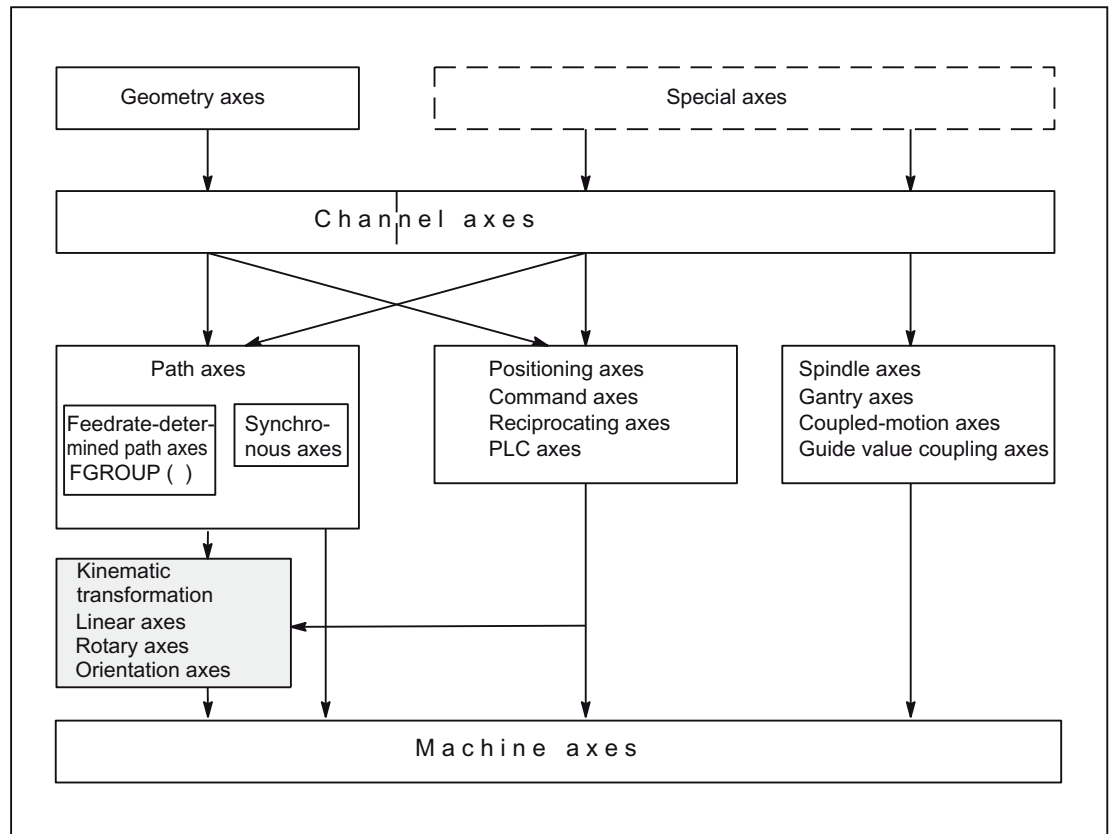 Geometry axes
Special axes
Channel axes
Path axes
Feedrate-deter-
mined path axes
FGROUP ( )
Synchro-
nous axes
Positioning axes
Command axes
Reciprocating axes
PLC axes
Spindle axes
Gantry axes
Coupled-motion axes
Guide value coupling axes
Kinematic
transformation
Linear axes
Rotary axes
Orientation axes
Machine axes